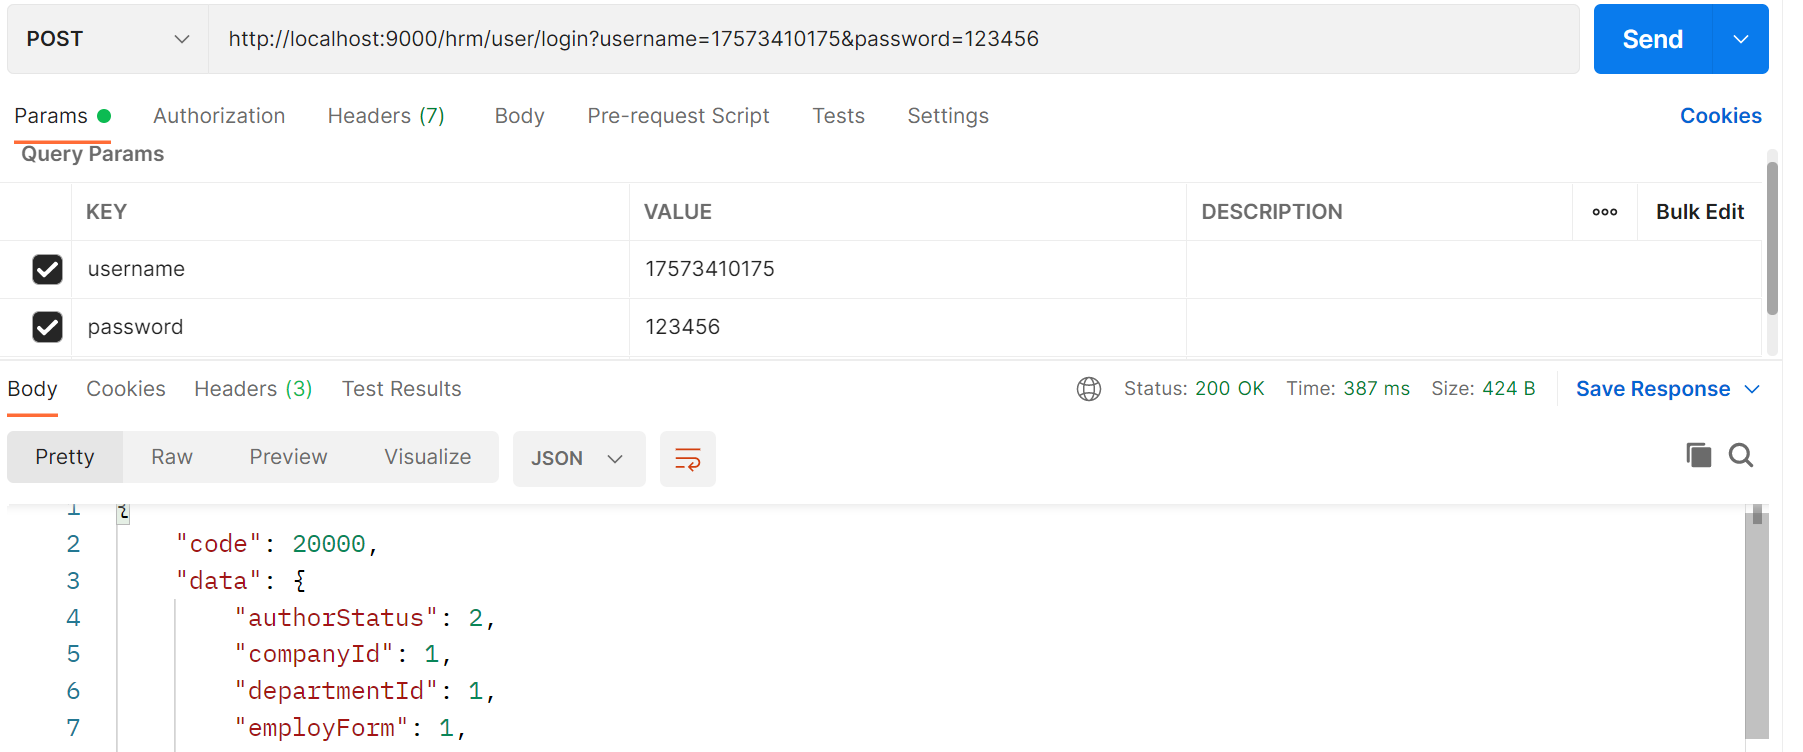 POST http://localhost:9000/hrm/user/login?username=17573410175&password=123456 Send
Params Authorization Headers (7) Body Pre-request Script Tests Settings Cookies
Query Params
KEY VALUE DESCRIPTION ooo Bulk Edit
username 17573410175
password 123456
Body Cookies Headers (3) Test Results Status: 200 OK Time: 387 ms Size: 424 B Save Response
Pretty Raw Preview Visualize JSON
1 {
2 "code": 20000,
3 "data": {
4 "authorStatus": 2,
5 "companyId": 1,
6 "departmentId": 1,
7 "employForm": 1,